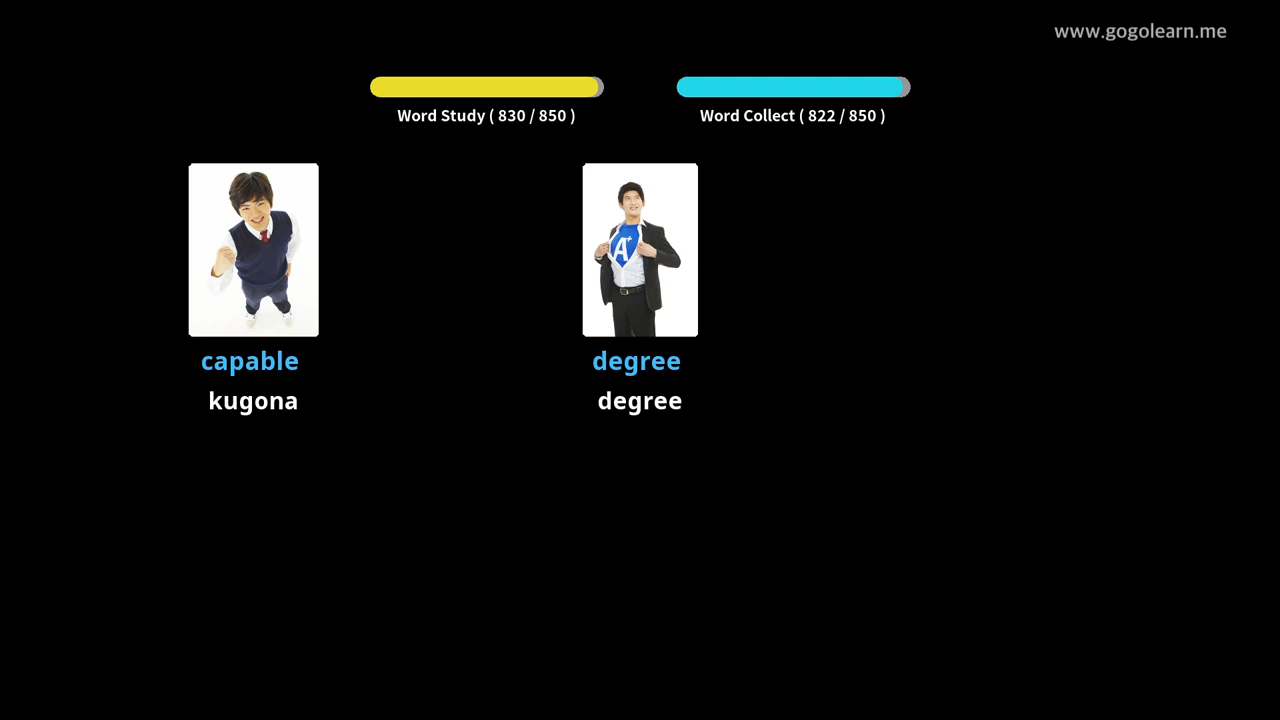 www.gogolearn.me
Word Study ( 830 / 850 )
Word Collect ( 822 / 850 )
A+
capable
kugona
degree
degree